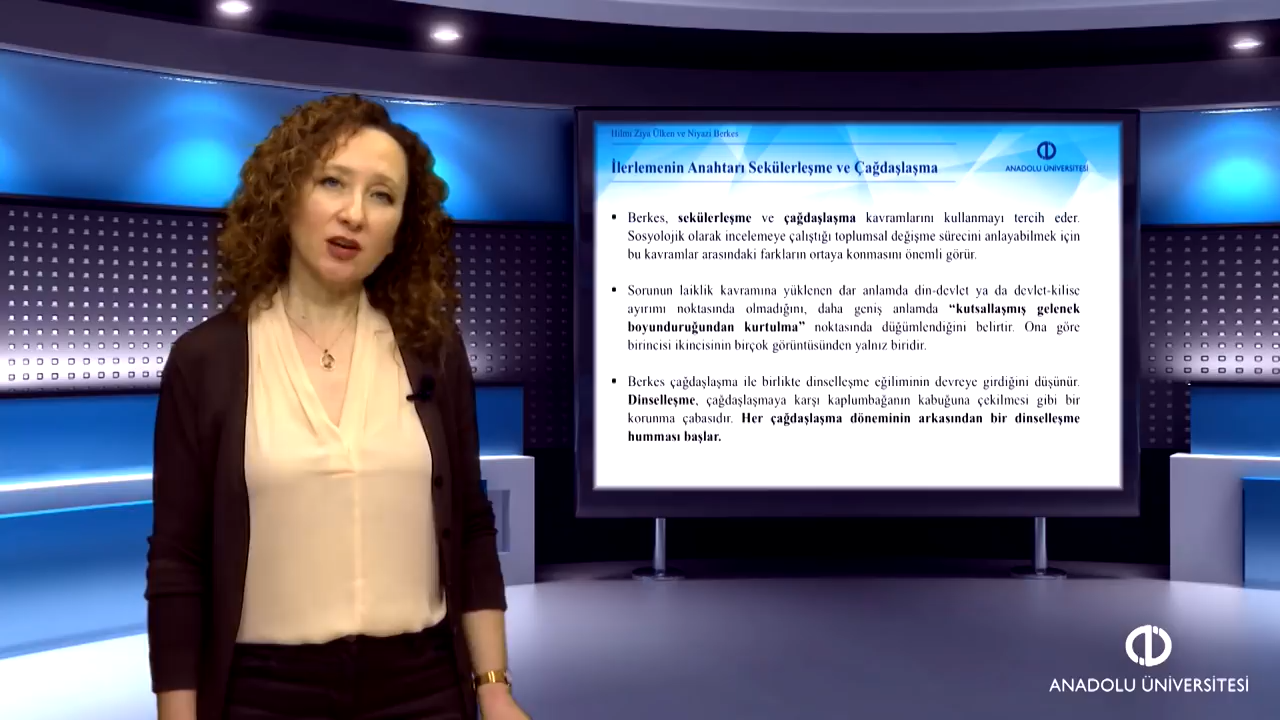 Hilmi Ziya Ülken ve Niyazi Berkes
İlerlemenin Anahtarı Sekülerleşme ve Çağdaşlaşma
ANADOLU ÜNİVERSİTESİ
▪ Berkes, sekülerleşme ve çağdaşlaşma kavramlarını kullanmayı tercih eder.
Sosyolojik olarak incelemeye çalıştığı toplumsal değişme sürecini anlayabilmek için
bu kavramlar arasındaki farkların ortaya konmasını önemli görür.
▪ Sorunun laiklik kavramına yüklenen dar anlamda din-devlet ya da devlet-kilise
ayırımı noktasında olmadığını, daha geniş anlamda “kutsallaşmış gelenek
boyunduruğundan kurtulma” noktasında düğümlendiğini belirtir. Ona göre
birincisi ikincisinin birçok görüntüsünden yalnız biridir.
▪ Berkes çağdaşlaşma ile birlikte dinselleşme eğiliminin devreye girdiğini düşünür.
Dinselleşme, çağdaşlaşmaya karşı kaplumbağanın kabuğuna çekilmesi gibi bir
korunma çabasıdır. Her çağdaşlaşma döneminin arkasından bir dinselleşme
humması başlar.
ANADOLU ÜNİVERSİTESİ